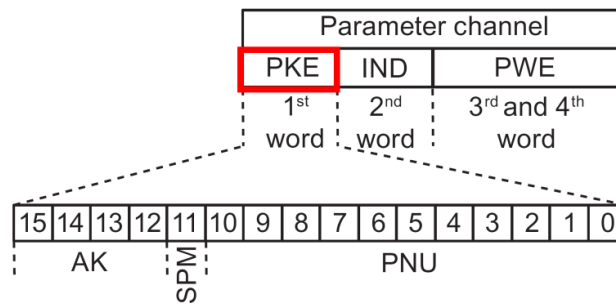 Parameter channel
PKE IND PWE
1st 2nd 3rd and 4th
word word word
15 14 13 12 11 10 9 8 7 6 5 4 3 2 1 0
AK SPM PNU